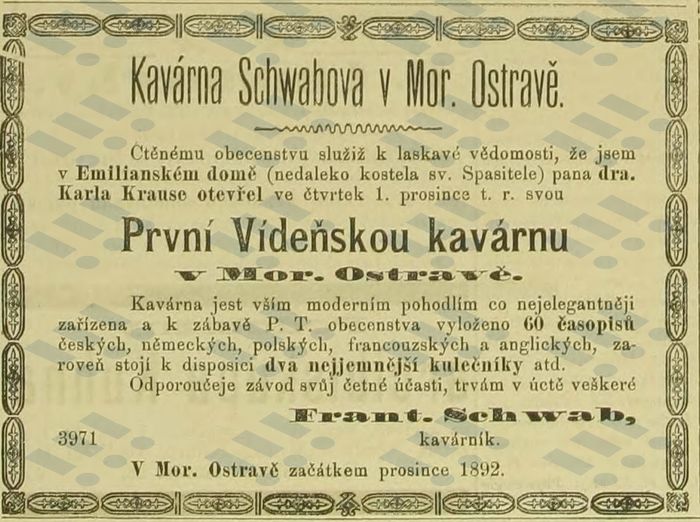 Kavárna Schwabova v Mor. Ostravě.
Čtěnému obecenstvu služiž k laskavé vědomosti, že jsem
v Emilianském domě (nedaleko kostela sv. Spasitele) pana dra.
Karla Krause otevřel ve čtvrtek 1. prosince t. r. svou
První Vídeňskou kavárnu
v Mor. Ostravě.
Kavárna jest vším moderním pohodlím co nejelegantněji
zařízena a k zábavě P. T. obecenstva vyloženo 60 časopisů
českých, německých, polských, francouzských a anglických, za-
roveň stojí k disposici dva nejjemnější kulečníky atd.
Odporoučeje závod svůj četné účasti, trvám v úctě veškeré
Frant. Schwab,
3971 kavárník.
V Mor. Ostravě začátkem prosince 1892.